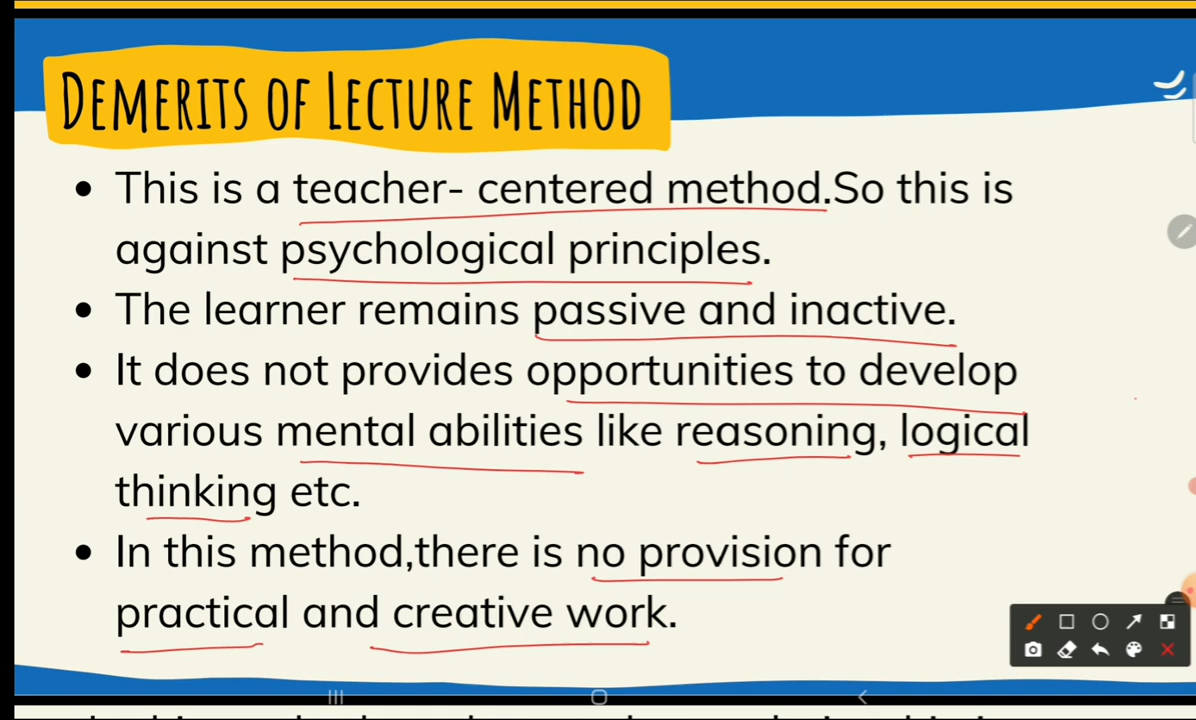 DEMERITS OF LECTURE METHOD
• This is a teacher- centered method.So this is
against psychological principles.
• The learner remains passive and inactive.
• It does not provides opportunities to develop
various mental abilities like reasoning, logical
thinking etc.
• In this method,there is no provision for
practical and creative work.